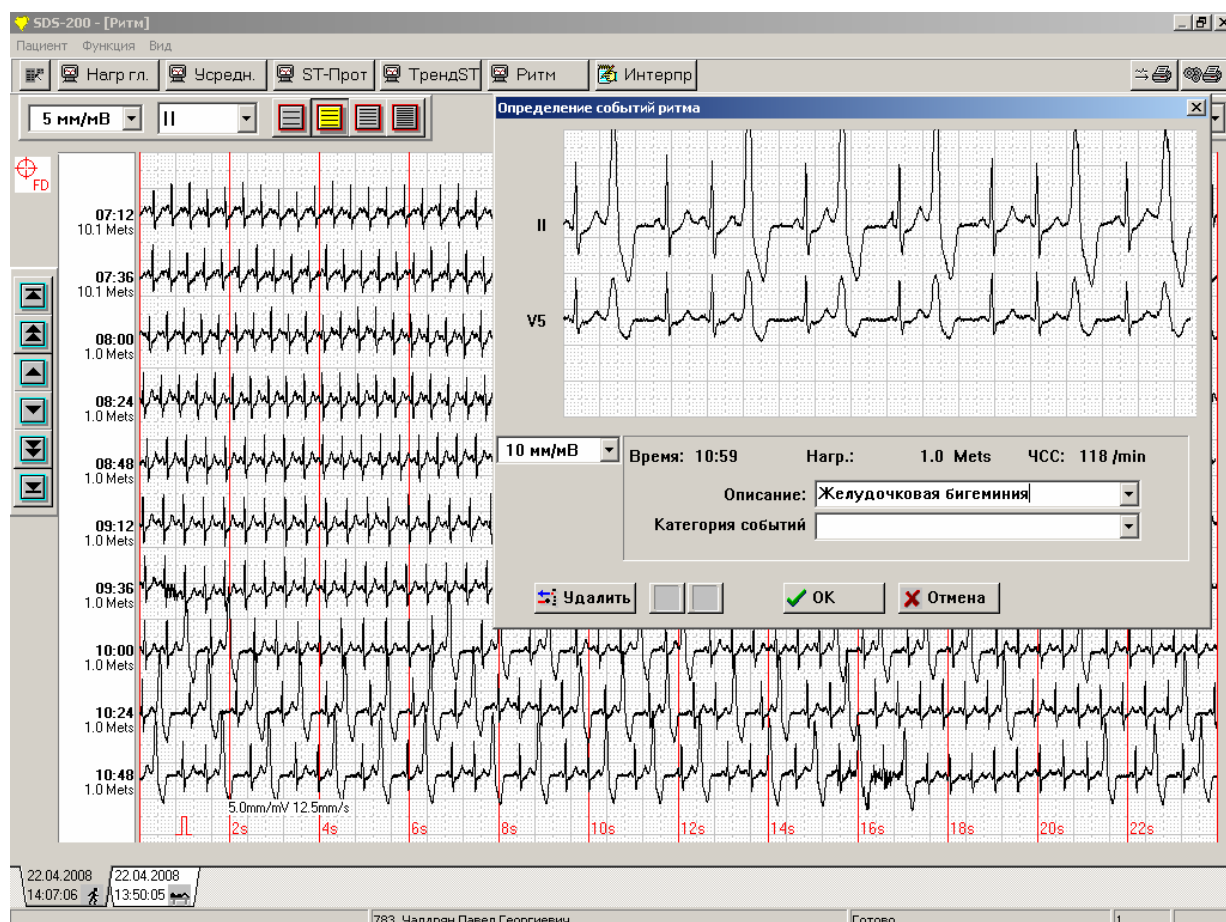 SDS-200 - [Ритм]
Пациент Функция Вид
Нагр гл. Усредн. ST-Прот ТрендST Ритм Интерпр
5 мм/мВ II
Определение событий ритма
FD
II
V5
07:12
10.1 Mets
07:36
10.1 Mets
08:00
1.0 Mets
08:24
1.0 Mets
08:48
1.0 Mets
09:12
1.0 Mets
09:36
1.0 Mets
10:00
1.0 Mets
10:24
1.0 Mets
10:48
1.0 Mets
10 мм/мВ
Время: 10:59 Нагр.: 1.0 Mets ЧСС: 118 /min
Описание: Желудочковая бигеминия
Категория событий
Удалить OK Отмена
5.0mm/mV 12.5mm/s
2s 4s 6s 8s 10s 12s 14s 16s 18s 20s 22s
22.04.2008 22.04.2008
14:07:06 13:50:05
783 Павел Георгиевич Готово 1